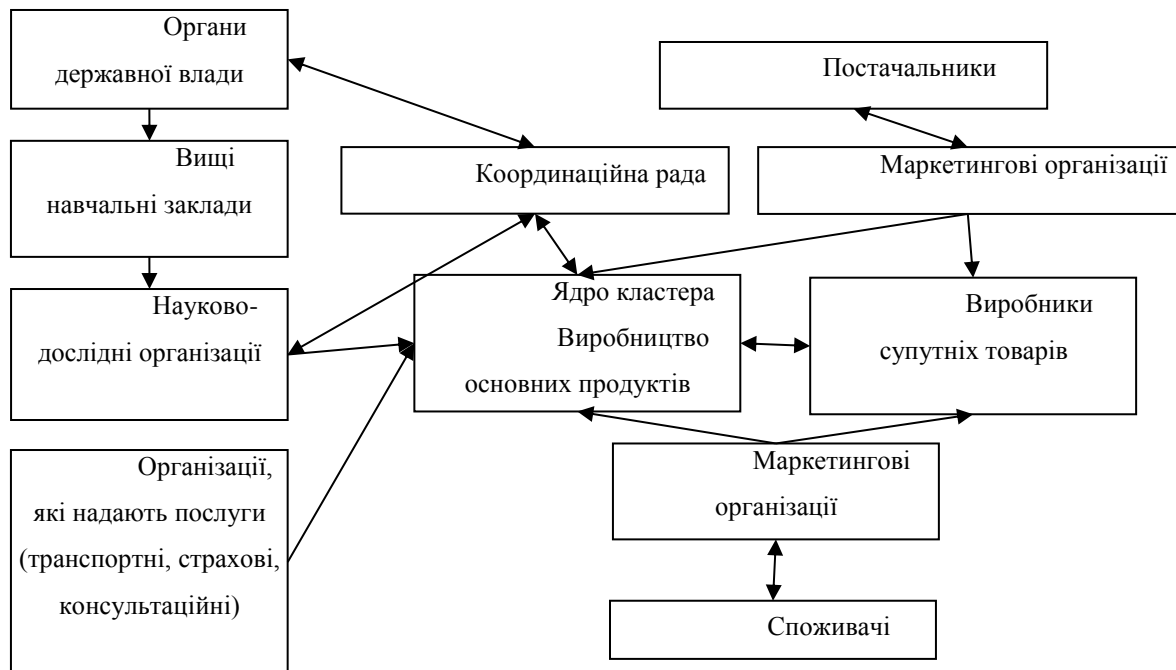 Органи
державної влади
Постачальники
Вищі
навчальні заклади
Координаційна рада
Маркетингові організації
Науково-
дослідні організації
Ядро кластера
Виробництво
основних продуктів
Виробники
супутніх товарів
Організації,
які надають послуги
(транспортні, страхові,
консультаційні)
Маркетингові
організації
Споживачі